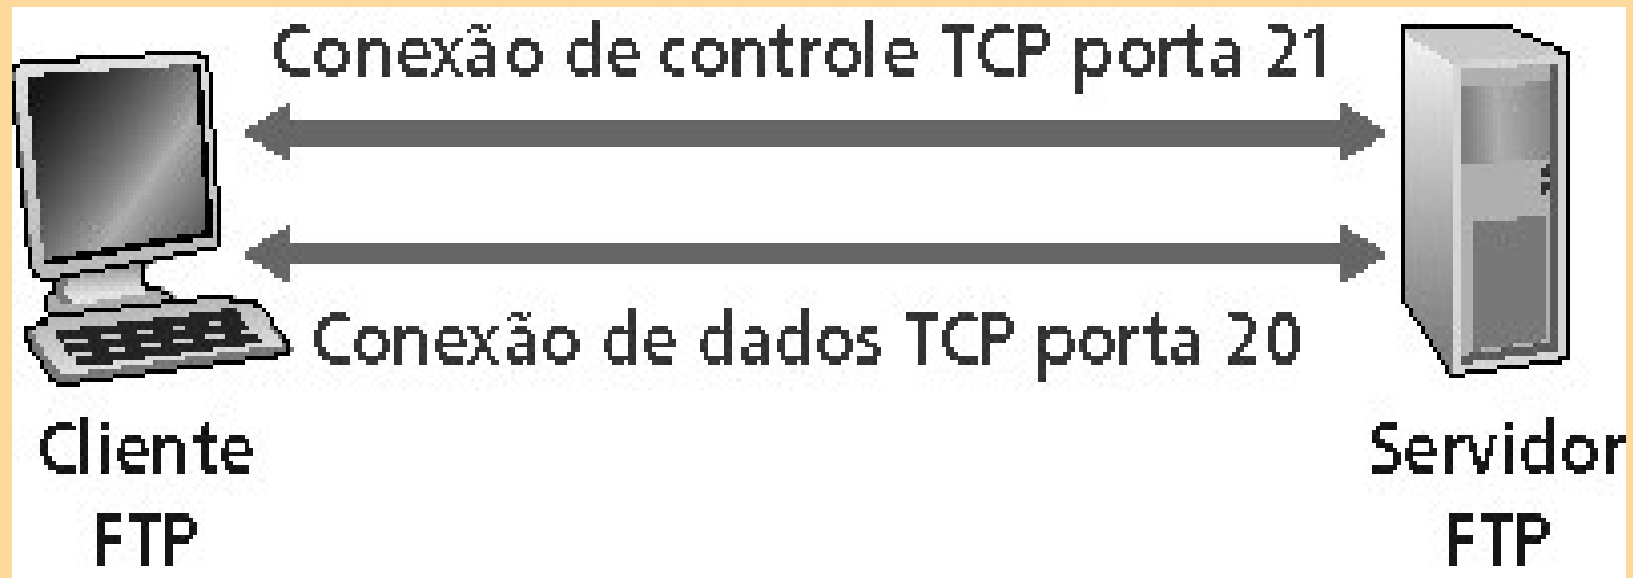 Conexão de controle TCP porta 21
Conexão de dados TCP porta 20
Cliente
FTP
Servidor
FTP